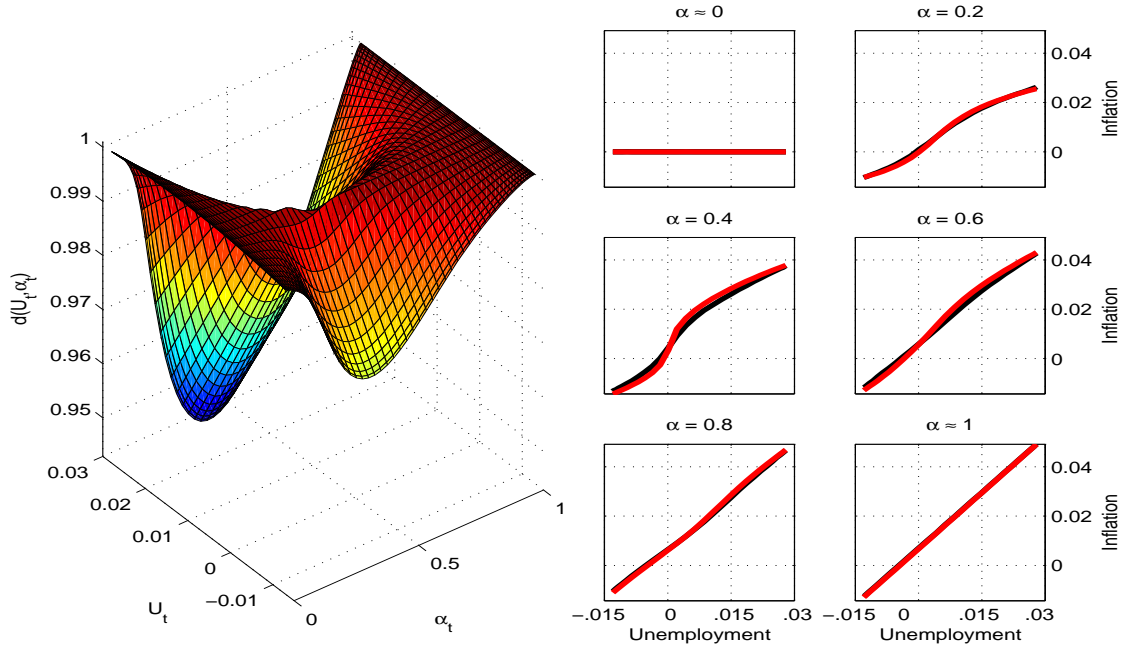 1
0.99
0.98
0.97
0.96
0.95
d(U_t,α_t)
0.03
0.02
0.01
0
−0.01
U_t
0
0.5
1
α_t
α ≈ 0
α = 0.2
0.04
0.02
0
Inflation
α = 0.4
α = 0.6
0.04
0.02
0
Inflation
α = 0.8
α ≈ 1
0.04
0.02
0
Inflation
−.015 0 .015 .03
−.015 0 .015 .03
Unemployment
Unemployment